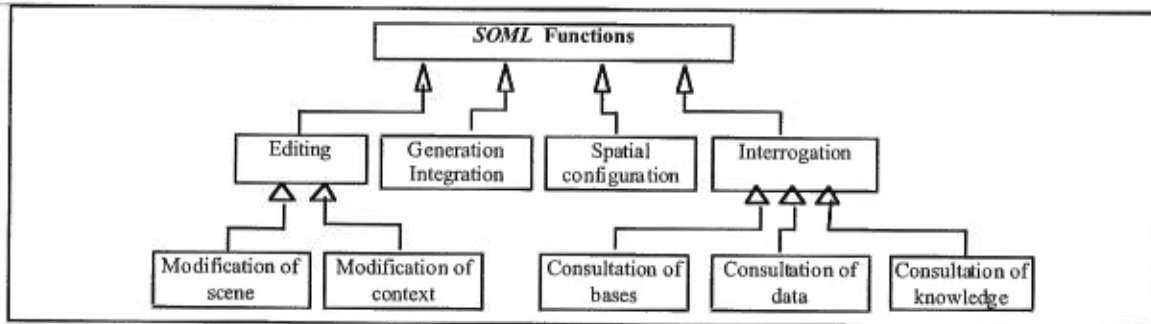 SOML Functions
Editing
Generation
Integration
Spatial
configuration
Interrogation
Modification of
scene
Modification of
context
Consultation of
bases
Consultation of
data
Consultation of
knowledge